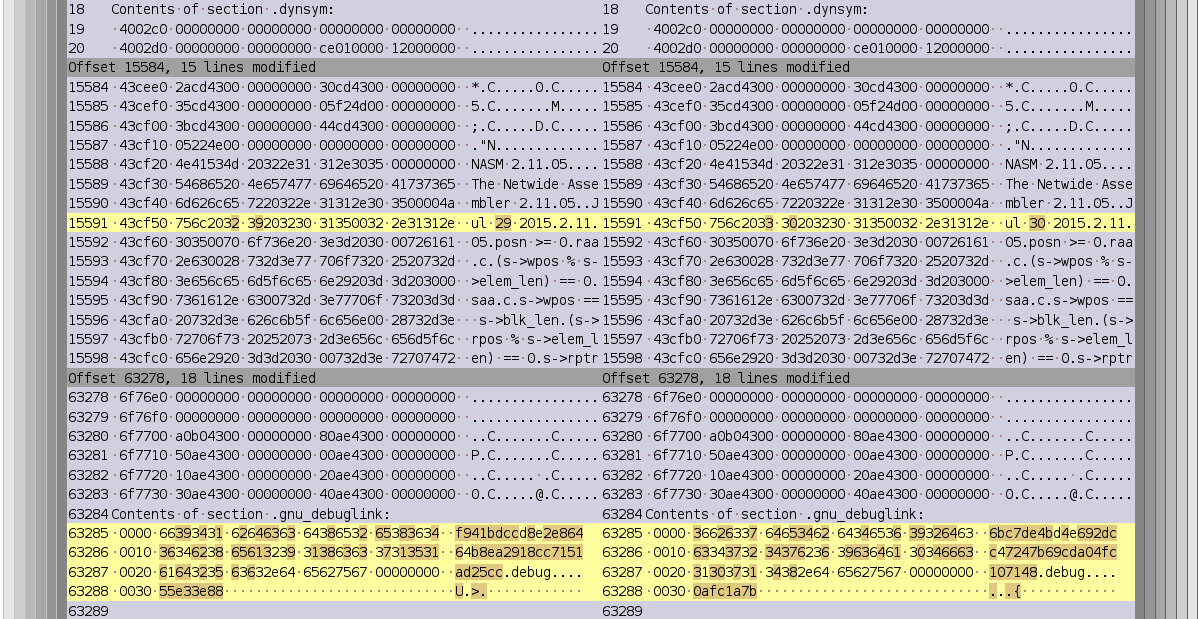 18 Contents·of·section·.dynsym: 18 Contents·of·section·.dynsym:
19 ·4002c0·00000000·00000000·00000000·00000000··................ 19 ·4002c0·00000000·00000000·00000000·00000000··................
20 ·4002d0·00000000·00000000·ce010000·12000000··................ 20 ·4002d0·00000000·00000000·ce010000·12000000··................
Offset 15584, 15 lines modified Offset 15584, 15 lines modified
15584 ·43cee0·2acd4300·00000000·30cd4300·00000000··*.C.....0.C..... 15584 ·43cee0·2acd4300·00000000·30cd4300·00000000··*.C.....0.C.....
15585 ·43cef0·35cd4300·00000000·05f24d00·00000000··5.C.......M..... 15585 ·43cef0·35cd4300·00000000·05f24d00·00000000··5.C.......M.....
15586 ·43cf00·3bcd4300·00000000·44cd4300·00000000··;.C.....D.C..... 15586 ·43cf00·3bcd4300·00000000·44cd4300·00000000··;.C.....D.C.....
15587 ·43cf10·05224e00·00000000·00000000·00000000··."N............. 15587 ·43cf10·05224e00·00000000·00000000·00000000··."N.............
15588 ·43cf20·4e41534d·20322e31·312e3035·00000000··NASM·2.11.05.... 15588 ·43cf20·4e41534d·20322e31·312e3035·00000000··NASM·2.11.05....
15589 ·43cf30·54686520·4e657477·69646520·41737365··The·Netwide·Asse 15589 ·43cf30·54686520·4e657477·69646520·41737365··The·Netwide·Asse
15590 ·43cf40·6d626c65·7220322e·31312e30·3500004a··mbler·2.11.05..J 15590 ·43cf40·6d626c65·7220322e·31312e30·3500004a··mbler·2.11.05..J
15591 ·43cf50·756c2032·39203230·31350032·2e31312e··ul·29·2015.2.11. 15591 ·43cf50·756c2033·30203230·31350032·2e31312e··ul·30·2015.2.11.
15592 ·43cf60·30350070·6f736e20·3e3d2030·00726161··05.posn·>=·0.raa 15592 ·43cf60·30350070·6f736e20·3e3d2030·00726161··05.posn·>=·0.raa
15593 ·43cf70·2e630028·732d3e77·706f7320·2520732d··.c.(s->wpos·%·s- 15593 ·43cf70·2e630028·732d3e77·706f7320·2520732d··.c.(s->wpos·%·s-
15594 ·43cf80·3e656c65·6d5f6c65·6e29203d·3d203000··>elem_len)·==·0. 15594 ·43cf80·3e656c65·6d5f6c65·6e29203d·3d203000··>elem_len)·==·0.
15595 ·43cf90·7361612e·6300732d·3e77706f·73203d3d··saa.c.s->wpos·== 15595 ·43cf90·7361612e·6300732d·3e77706f·73203d3d··saa.c.s->wpos·==
15596 ·43cfa0·20732d3e·626c6b5f·6c656e00·28732d3e···s->blk_len.(s-> 15596 ·43cfa0·20732d3e·626c6b5f·6c656e00·28732d3e···s->blk_len.(s->
15597 ·43cfb0·72706f73·20252073·2d3e656c·656d5f6c··rpos·%·s->elem_l 15597 ·43cfb0·72706f73·20252073·2d3e656c·656d5f6c··rpos·%·s->elem_l
15598 ·43cfc0·656e2920·3d3d2030·00732d3e·72707472··en)·==·0.s->rptr 15598 ·43cfc0·656e2920·3d3d2030·00732d3e·72707472··en)·==·0.s->rptr
Offset 63278, 18 lines modified Offset 63278, 18 lines modified
63278 ·6f76e0·00000000·00000000·00000000·00000000··................ 63278 ·6f76e0·00000000·00000000·00000000·00000000··................
63279 ·6f76f0·00000000·00000000·00000000·00000000··................ 63279 ·6f76f0·00000000·00000000·00000000·00000000··................
63280 ·6f7700·a0b04300·00000000·80ae4300·00000000··..C.......C..... 63280 ·6f7700·a0b04300·00000000·80ae4300·00000000··..C.......C.....
63281 ·6f7710·50ae4300·00000000·00ae4300·00000000··P.C.......C..... 63281 ·6f7710·50ae4300·00000000·00ae4300·00000000··P.C.......C.....
63282 ·6f7720·10ae4300·00000000·20ae4300·00000000··..C.....·.C..... 63282 ·6f7720·10ae4300·00000000·20ae4300·00000000··..C.....·.C.....
63283 ·6f7730·30ae4300·00000000·40ae4300·00000000··0.C.....@.C..... 63283 ·6f7730·30ae4300·00000000·40ae4300·00000000··0.C.....@.C.....
63284 Contents·of·section·.gnu_debuglink: 63284 Contents·of·section·.gnu_debuglink:
63285 ·0000·66393431·62646363·64386532·65383634··f941bdccd8e2e864 63285 ·0000·36626337·64653462·64346536·39326463··6bc7de4bd4e692dc
63286 ·0010·36346238·65613239·31386363·37313531··64b8ea2918cc7151 63286 ·0010·63343732·34376236·39636461·30346663··c47247b69cda04fc
63287 ·0020·61643235·63632e64·65627567·00000000··ad25cc.debug.... 63287 ·0020·31303731·34382e64·65627567·00000000··107148.debug....
63288 ·0030·55e33e88·····························U.>.············ 63288 ·0030·0afc1a7b·····························...{············
63289 63289